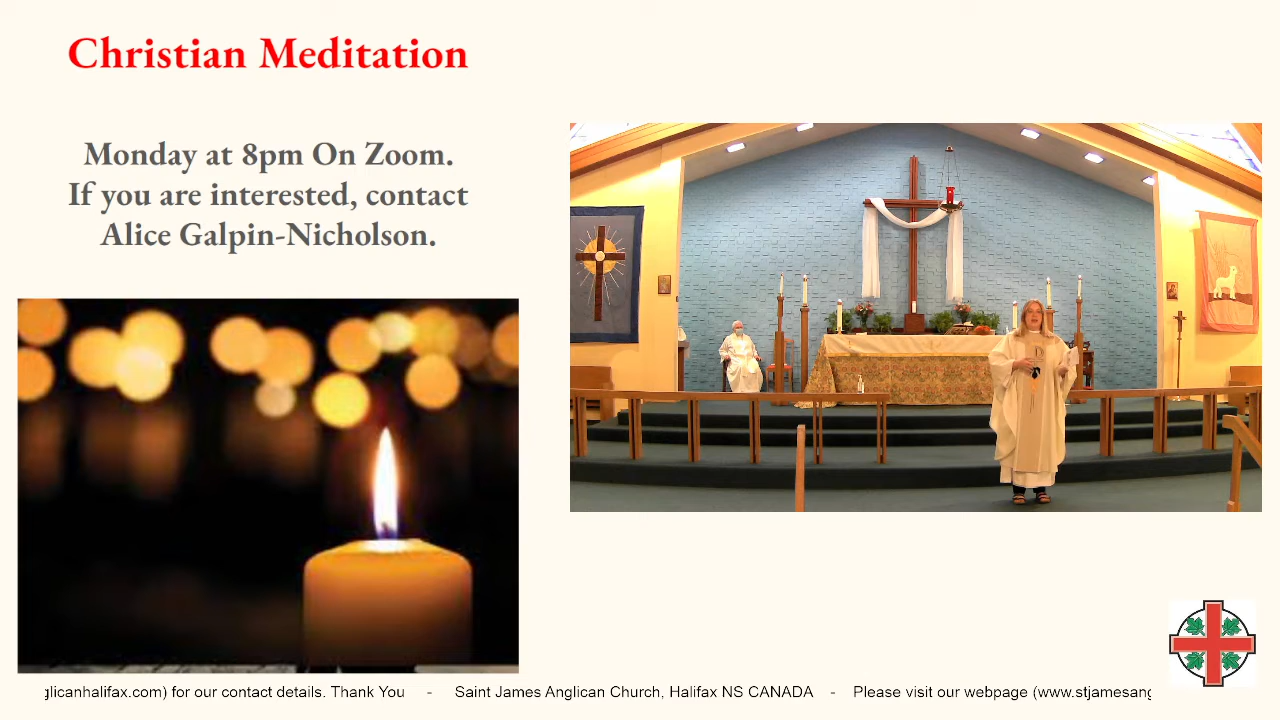 Christian Meditation
Monday at 8pm On Zoom.
If you are interested, contact
Alice Galpin-Nicholson.
glicanhalifax.com) for our contact details. Thank You - Saint James Anglican Church, Halifax NS CANADA - Please visit our webpage (www.stjamesang